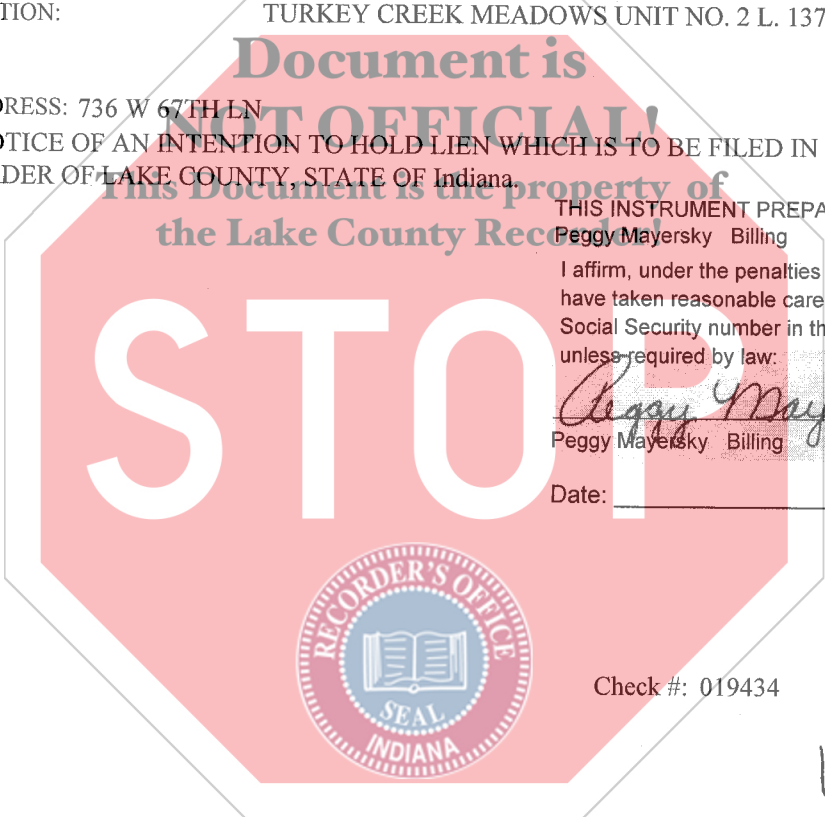 TION: TURKEY CREEK MEADOWS UNIT NO. 2 L. 137
Document is
DRESS: 736 W 67TH LN
NOT OFFICIAL!
OTICE OF AN INTENTION TO HOLD LIEN WHICH IS TO BE FILED IN
DER OF LAKE COUNTY, STATE OF Indiana.
This Document is the property of
the Lake County Recorder!
THIS INSTRUMENT PREPA
Peggy Mayersky Billing
I affirm, under the penalties
have taken reasonable care
Social Security number in th
unless required by law:
Peggy May
Peggy Mayersky Billing
Date:
STOP
RECORDER'S OFFICE
SEAL
INDIANA
Check #: 019434